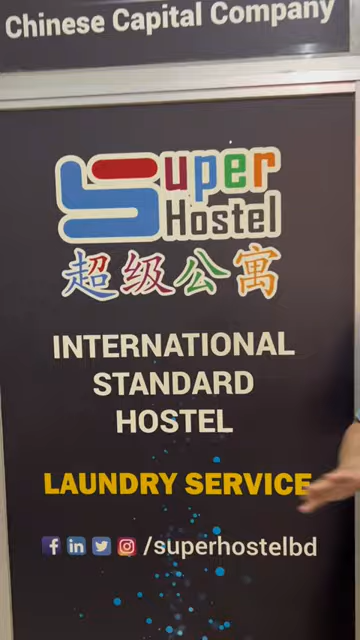 Chinese Capital Company
Super
Hostel
超级公寓
INTERNATIONAL
STANDARD
HOSTEL
LAUNDRY SERVICE
/superhostelbd